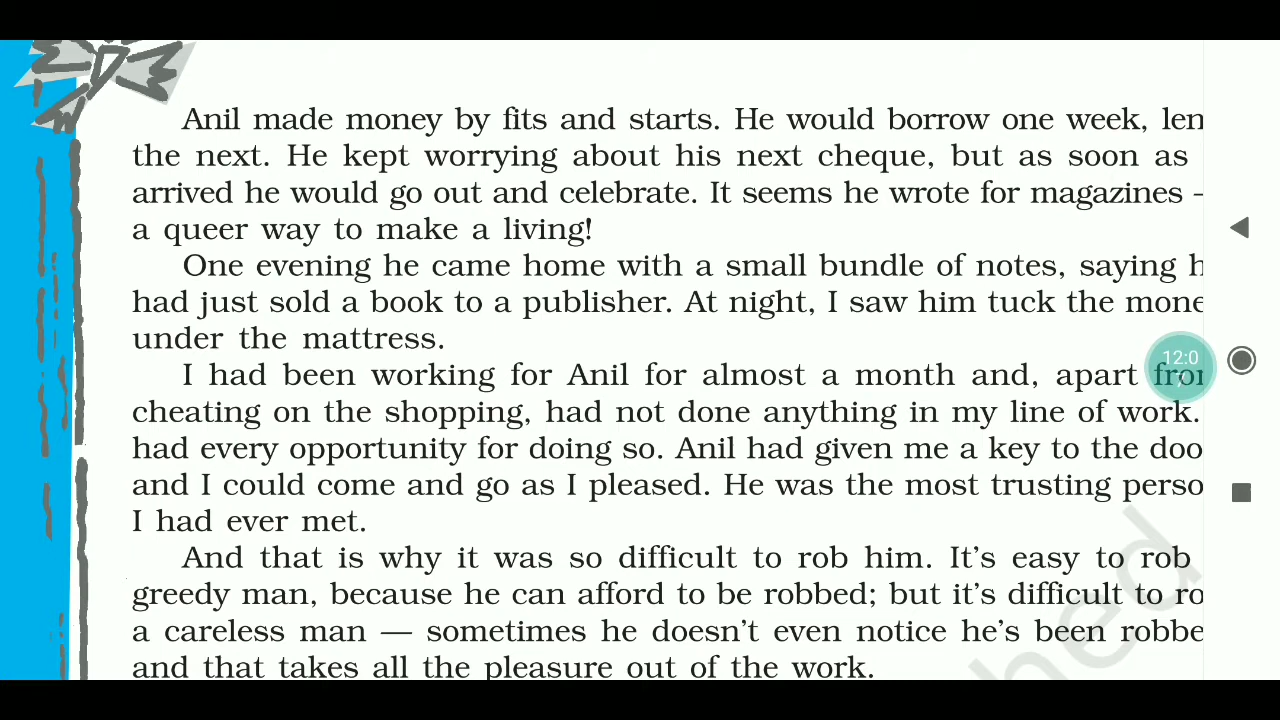 Anil made money by fits and starts. He would borrow one week, len
the next. He kept worrying about his next cheque, but as soon as
arrived he would go out and celebrate. It seems he wrote for magazines –
a queer way to make a living!
One evening he came home with a small bundle of notes, saying h
had just sold a book to a publisher. At night, I saw him tuck the mone
under the mattress.
I had been working for Anil for almost a month and, apart from
cheating on the shopping, had not done anything in my line of work.
had every opportunity for doing so. Anil had given me a key to the doo
and I could come and go as I pleased. He was the most trusting perso
I had ever met.
And that is why it was so difficult to rob him. It's easy to rob
greedy man, because he can afford to be robbed; but it's difficult to ro
a careless man — sometimes he doesn't even notice he's been robbe
and that takes all the pleasure out of the work.
12:0
7
hed